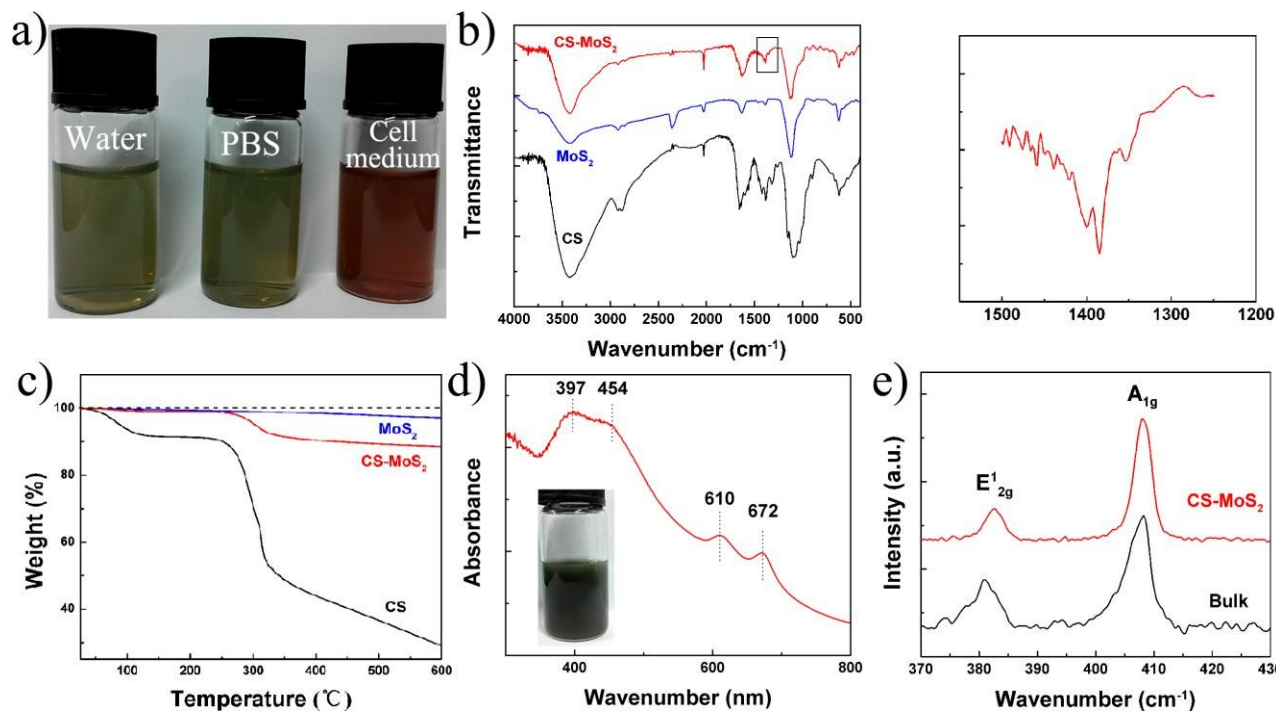 a)
Water
PBS
Cell
medium
b)
CS-MoS₂
MoS₂
CS
Transmittance
4000 3500 3000 2500 2000 1500 1000 500
Wavenumber (cm⁻¹)
1500 1400 1300 1200
c)
100
80
60
40
MoS₂
CS-MoS₂
CS
Weight (%)
100 200 300 400 500 600
Temperature (℃)
d)
397 454
610
672
Absorbance
400 600 800
Wavenumber (nm)
e)
A₁g
E¹₂g
CS-MoS₂
Bulk
Intensity (a.u.)
370 380 390 400 410 420 430
Wavenumber (cm⁻¹)